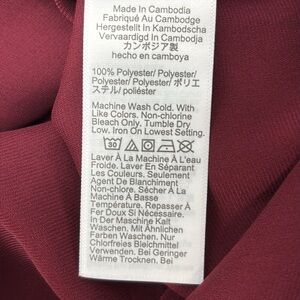 Made In Cambodia
Fabriqué Au Cambodge
Hergestellt In Kambodscha
Vervaardigd In Cambodja
カンボジア製
hecho en camboya
100% Polyester/ Polyester/
Polyester/ Polyester/ ポリエ
ステル/ poliéster
Machine Wash Cold. With
Like Colors. Non-chlorine
Bleach Only. Tumble Dry
Low. Iron On Lowest Setting.
30
Laver À La Machine À L'eau
Froide. Laver En Séparant
Les Couleurs. Seulement
Agent De Blanchiment
Non-chlore. Sécher À La
Machine À Basse
Température. Repasser À
Fer Doux Si Nécessaire.
In-Der Maschine Kalt
Waschen. Mit Ähnlichen
Farben Waschen. Nur
Chlorfreies Bleichmittel
Verwenden. Bei Geringer
Wärme Trocknen. Bei